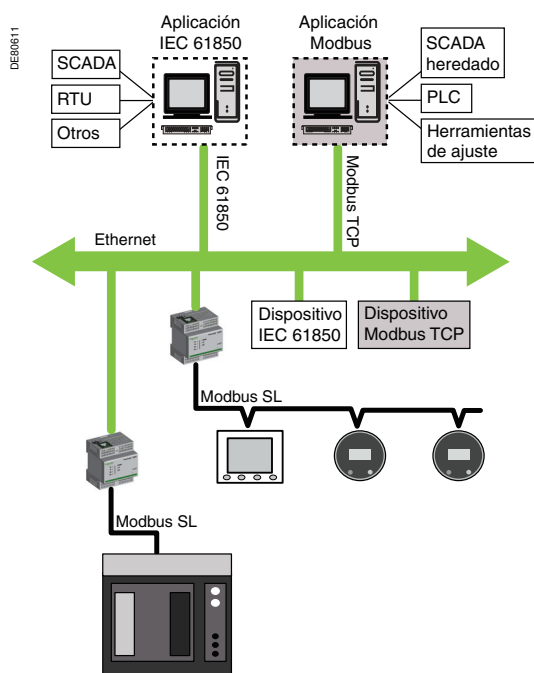 DE80611
Aplicación
IEC 61850
Aplicación
Modbus
SCADA
RTU
Otros
SCADA
heredado
PLC
Herramientas
de ajuste
IEC 61850
Modbus TCP
Ethernet
Dispositivo
IEC 61850
Dispositivo
Modbus TCP
Modbus SL
Modbus SL